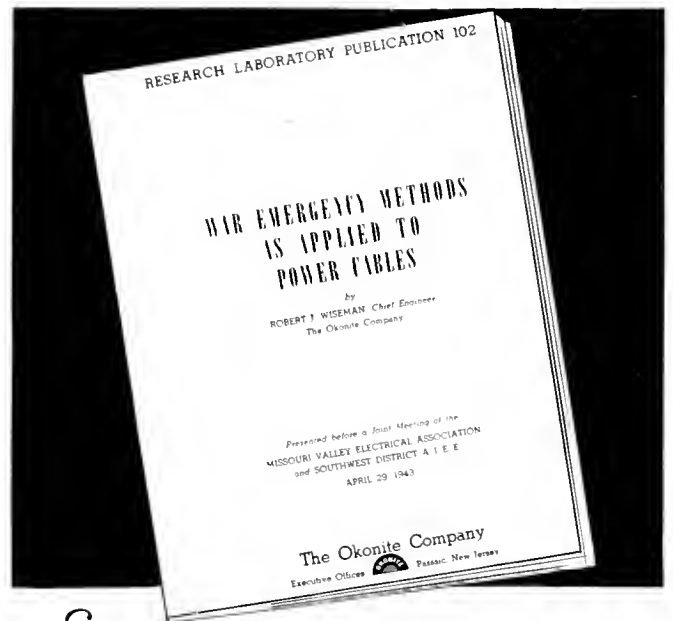 RESEARCH LABORATORY PUBLICATION 102
WAR EMERGENCY METHODS
AS APPLIED TO
POWER CABLES
by
ROBERT J. WISEMAN Chief Engineer
The Okonite Company
Presented before a Joint Meeting of the
MISSOURI VALLEY ELECTRICAL ASSOCIATION
and SOUTHWEST DISTRICT A I E E
APRIL 29 1943
The Okonite Company
Executive Offices OKONITE Passaic, New Jersey